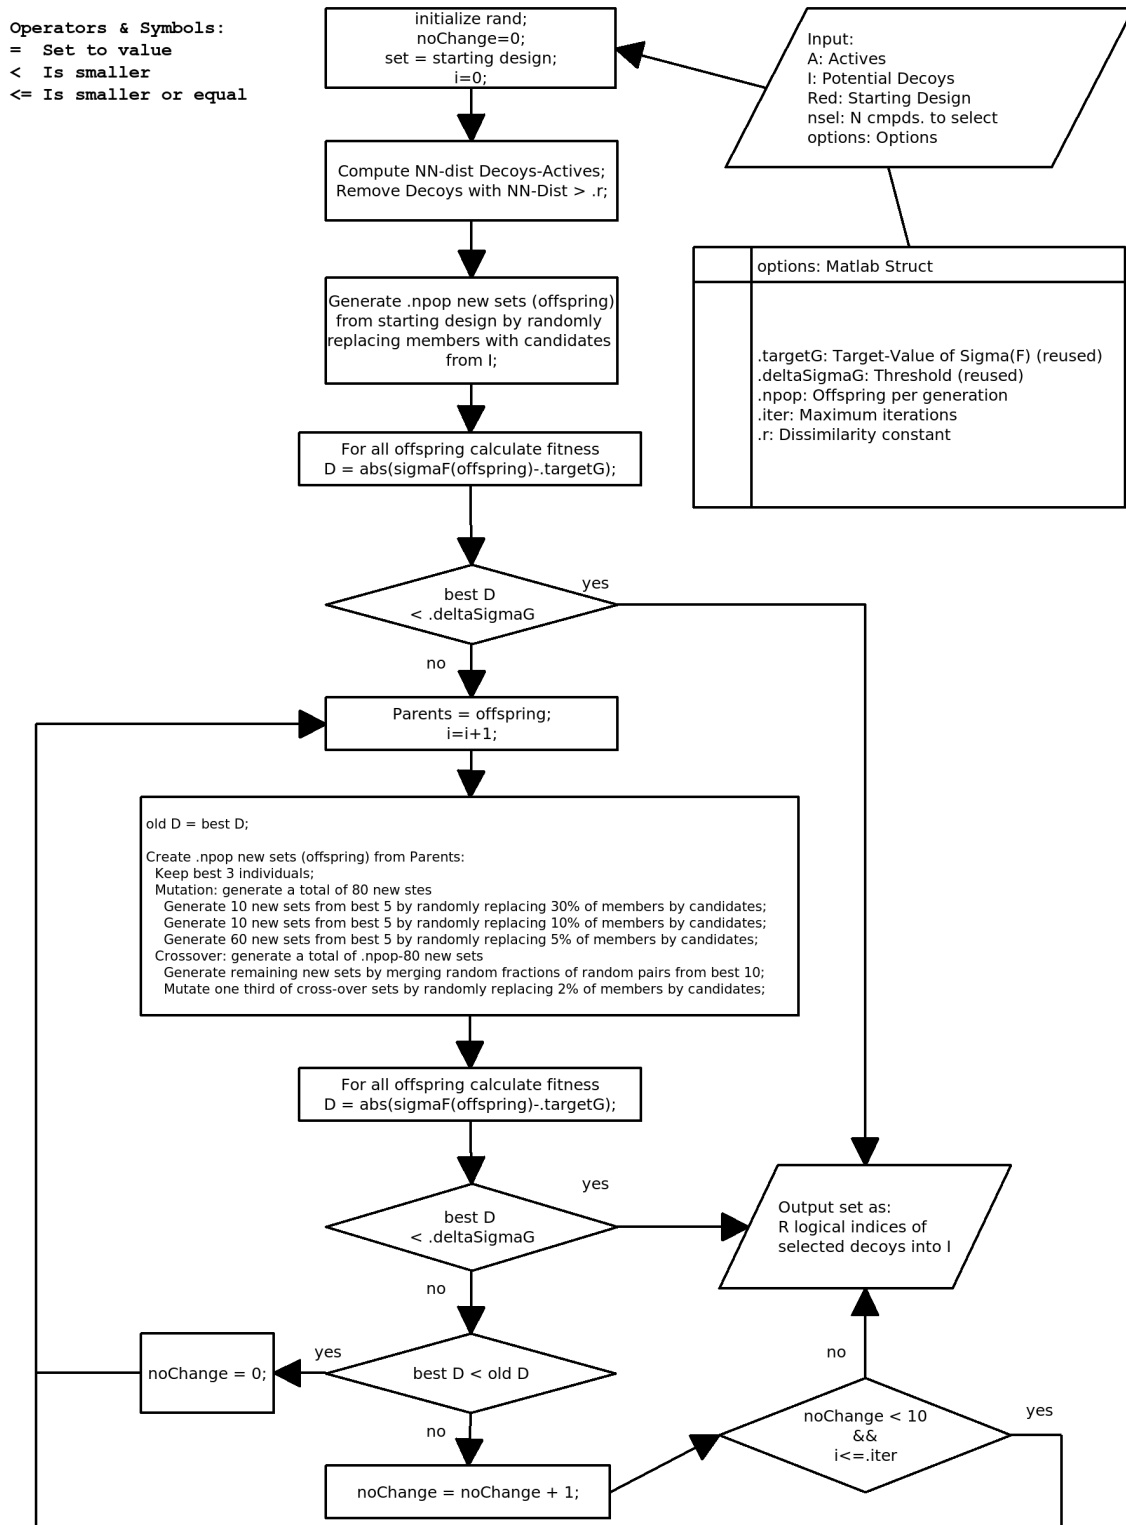 Operators & Symbols:
= Set to value
< Is smaller
<= Is smaller or equal
initialize rand;
noChange=0;
set = starting design;
i=0;
Input:
A: Actives
I: Potential Decoys
Red: Starting Design
nsel: N cmpds. to select
options: Options
Compute NN-dist Decoys-Actives;
Remove Decoys with NN-Dist > .r;
options: Matlab Struct
.targetG: Target-Value of Sigma(F) (reused)
.deltaSigmaG: Threshold (reused)
.npop: Offspring per generation
.iter: Maximum iterations
.r: Dissimilarity constant
Generate .npop new sets (offspring)
from starting design by randomly
replacing members with candidates
from I;
For all offspring calculate fitness
D = abs(sigmaF(offspring)-.targetG);
best D
< .deltaSigmaG
yes
no
Parents = offspring;
i=i+1;
old D = best D;
Create .npop new sets (offspring) from Parents:
Keep best 3 individuals;
Mutation: generate a total of 80 new stes
Generate 10 new sets from best 5 by randomly replacing 30% of members by candidates;
Generate 10 new sets from best 5 by randomly replacing 10% of members by candidates;
Generate 60 new sets from best 5 by randomly replacing 5% of members by candidates;
Crossover: generate a total of .npop-80 new sets
Generate remaining new sets by merging random fractions of random pairs from best 10;
Mutate one third of cross-over sets by randomly replacing 2% of members by candidates;
For all offspring calculate fitness
D = abs(sigmaF(offspring)-.targetG);
best D
< .deltaSigmaG
yes
no
Output set as:
R logical indices of
selected decoys into I
best D < old D
yes
no
noChange = 0;
noChange = noChange + 1;
noChange < 10
&&
i<=.iter
no
yes